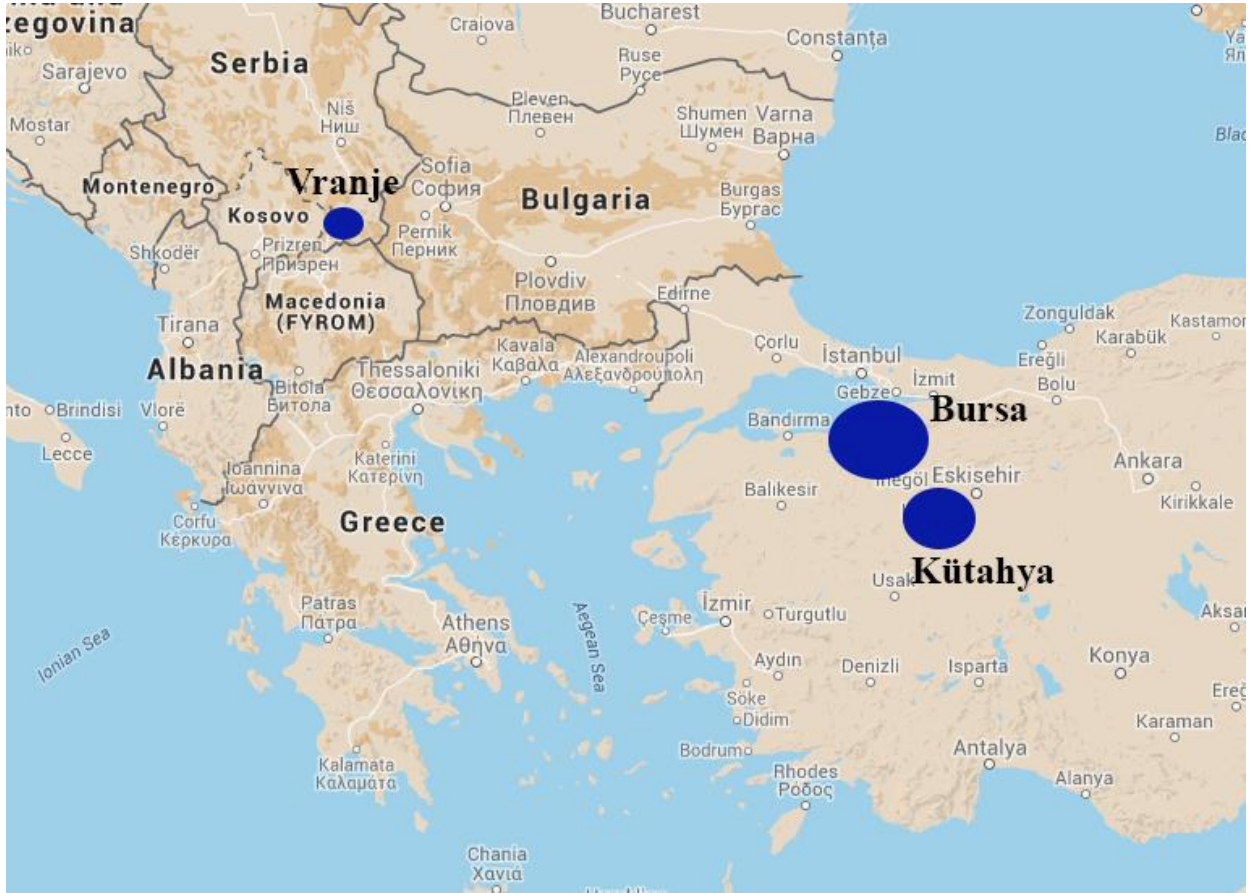 zegovina
Sarajevo
Mostar
Montenegro
Serbia
Niš
Ниш
Vranje
Kosovo
Prizren
Призрен
Shkodër
Macedonia
(FYROM)
Tirana
Albania
Vlorë
Brindisi
Lecce
Bitola
Битола
Craiova
Bucharest
Ruse
Русе
Constanța
Pleven
Плевен
Shumen
Шумен
Varna
Варна
Sofia
София
Pernik
Перник
Bulgaria
Burgas
Бургас
Plovdiv
Пловдив
Edirne
Kavala
Καβάλα
Thessaloniki
Θεσσαλονίκη
Alexandroupoli
Αλεξανδρούπολη
Katerini
Κατερίνη
Ioannina
Ιωάννινα
Corfu
Κέρκυρα
Greece
Patras
Πάτρα
Athens
Αθήνα
Kalamata
Καλαμάτα
Chania
Χανιά
Ionian Sea
Aegean Sea
Çorlu
İstanbul
Gebze
İzmit
Zonguldak
Ereğli
Karabük
Bolu
Bandırma
Bursa
Balıkesir
Eskisehir
Kütahya
Ankara
Kirikkale
Usak
Çeşme
İzmir
Turgutlu
Aydın
Söke
Didim
Bodrum
Denizli
Isparta
Konya
Karaman
Antalya
Alanya
Rhodes
Ρόδος